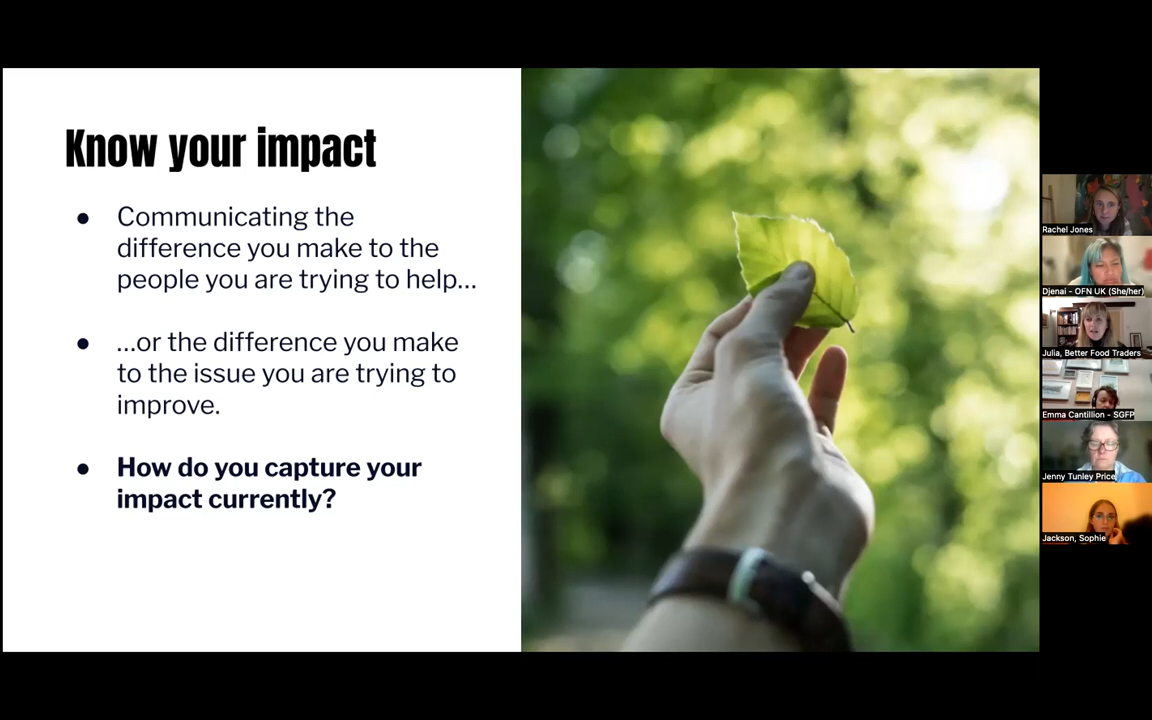 Know your impact
● Communicating the
difference you make to the
people you are trying to help...
● ...or the difference you make
to the issue you are trying to
improve.
● How do you capture your
impact currently?
Rachel Jones
Djenai - OFN UK (She/her)
Julia, Better Food Traders
Emma Cantillion - SGFP
Jenny Tunley Price
Jackson, Sophie